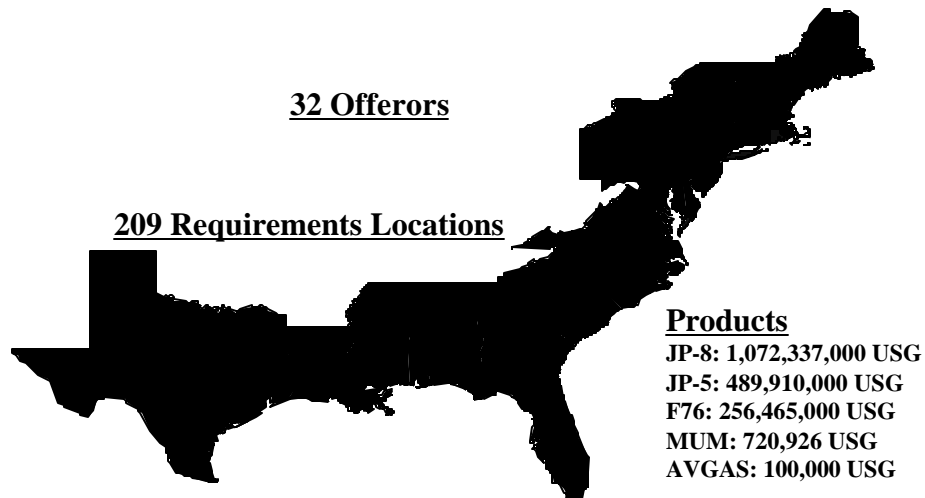 32 Offerors
209 Requirements Locations
Products
JP-8: 1,072,337,000 USG
JP-5: 489,910,000 USG
F76: 256,465,000 USG
MUM: 720,926 USG
AVGAS: 100,000 USG